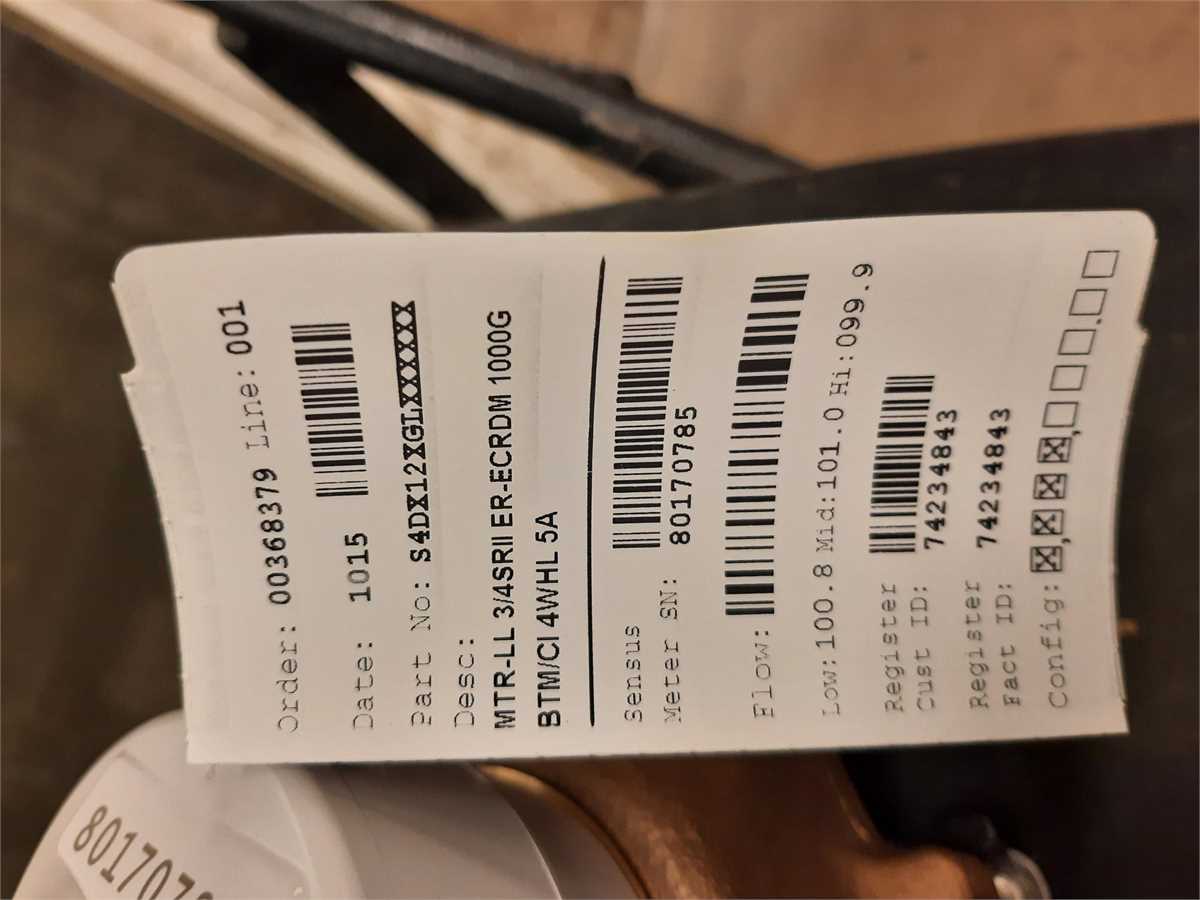 Order: 00368379 Line:001
Date: 1015
Part No: S4DX12XGLXXXXXX
Desc:
MTR-LL 3/4SRII ER-ECRDM 1000G
BTM/CI 4WHL 5A
Sensus
Meter SN: 80170785
Flow:
Low:100.8 Mid:101.0 Hi:099.9
Register
Cust ID: 74234843
Register
Fact ID: 74234843
Config: ☒,☒☒☒,☐☐☐.☐☐